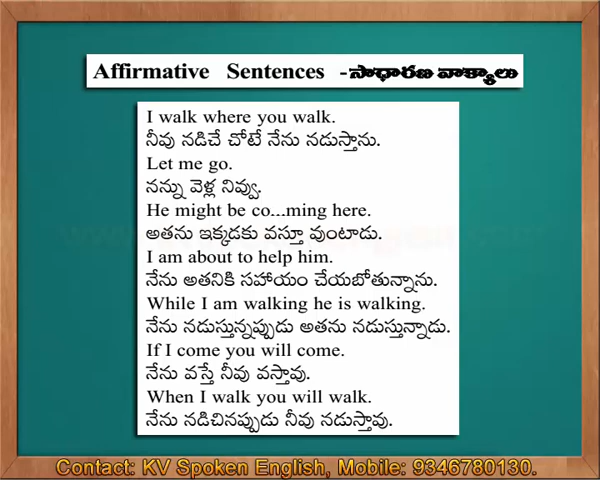 Affirmative Sentences -సాధారణ వాక్యాలు
I walk where you walk.
నీవు నడిచే చోటే నేను నడుస్తాను.
Let me go.
నన్ను వెళ్ల నివ్వు.
He might be co...ming here.
అతను ఇక్కడకు వస్తూ వుంటాడు.
I am about to help him.
నేను అతనికి సహాయం చేయబోతున్నాను.
While I am walking he is walking.
నేను నడుస్తున్నప్పుడు అతను నడుస్తున్నాడు.
If I come you will come.
నేను వస్తే నీవు వస్తావు.
When I walk you will walk.
నేను నడిచినప్పుడు నీవు నడుస్తావు.
Contact: KV Spoken English, Mobile: 9346780130.